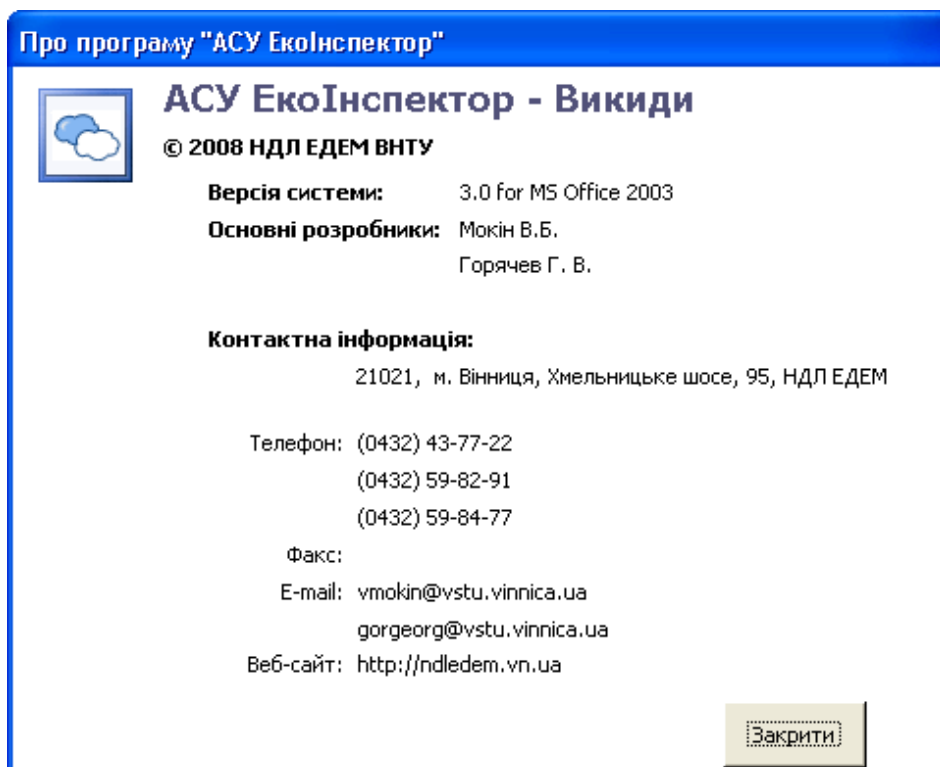 Про програму "АСУ ЕкоІнспектор"
АСУ ЕкоІнспектор - Викиди
© 2008 НДЛ ЕДЕМ ВНТУ
Версія системи: 3.0 for MS Office 2003
Основні розробники: Мокін В.Б.
Горячев Г. В.
Контактна інформація:
21021, м. Вінниця, Хмельницьке шосе, 95, НДЛ ЕДЕМ
Телефон: (0432) 43-77-22
(0432) 59-82-91
(0432) 59-84-77
Факс:
E-mail: vmokin@vstu.vinnica.ua
gorgeorg@vstu.vinnica.ua
Веб-сайт: http://ndledem.vn.ua
Закрити